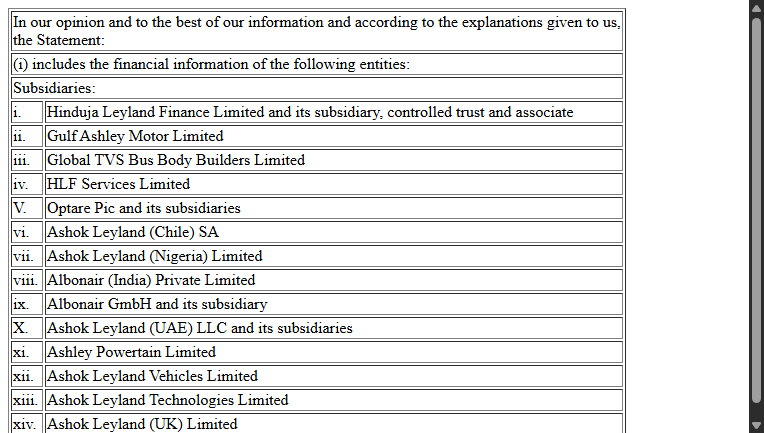 In our opinion and to the best of our information and according to the explanations given to us,
the Statement:
(i) includes the financial information of the following entities:
Subsidiaries:
i. Hinduja Leyland Finance Limited and its subsidiary, controlled trust and associate
ii. Gulf Ashley Motor Limited
iii. Global TVS Bus Body Builders Limited
iv. HLF Services Limited
V. Optare Pic and its subsidiaries
vi. Ashok Leyland (Chile) SA
vii. Ashok Leyland (Nigeria) Limited
viii. Albonair (India) Private Limited
ix. Albonair GmbH and its subsidiary
X. Ashok Leyland (UAE) LLC and its subsidiaries
xi. Ashley Powertain Limited
xii. Ashok Leyland Vehicles Limited
xiii. Ashok Leyland Technologies Limited
xiv. Ashok Leyland (UK) Limited